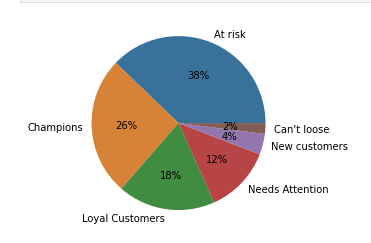 At risk
38%
Champions
26%
2%
Can't loose
4%
New customers
12%
18%
Needs Attention
Loyal Customers